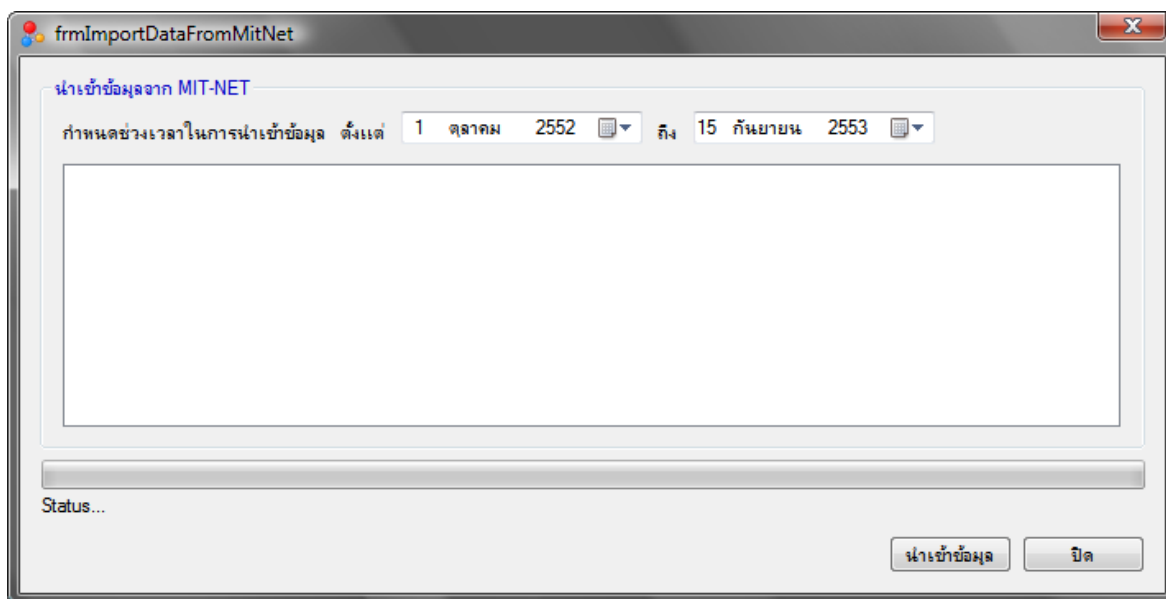 frmImportDataFromMitNet
นำเข้าข้อมูลจาก MIT-NET
กำหนดช่วงเวลาในการนำเข้าข้อมูล ตั้งแต่ 1 ตุลาคม 2552 ถึง 15 กันยายน 2553
Status...
นำเข้าข้อมูล ปิด